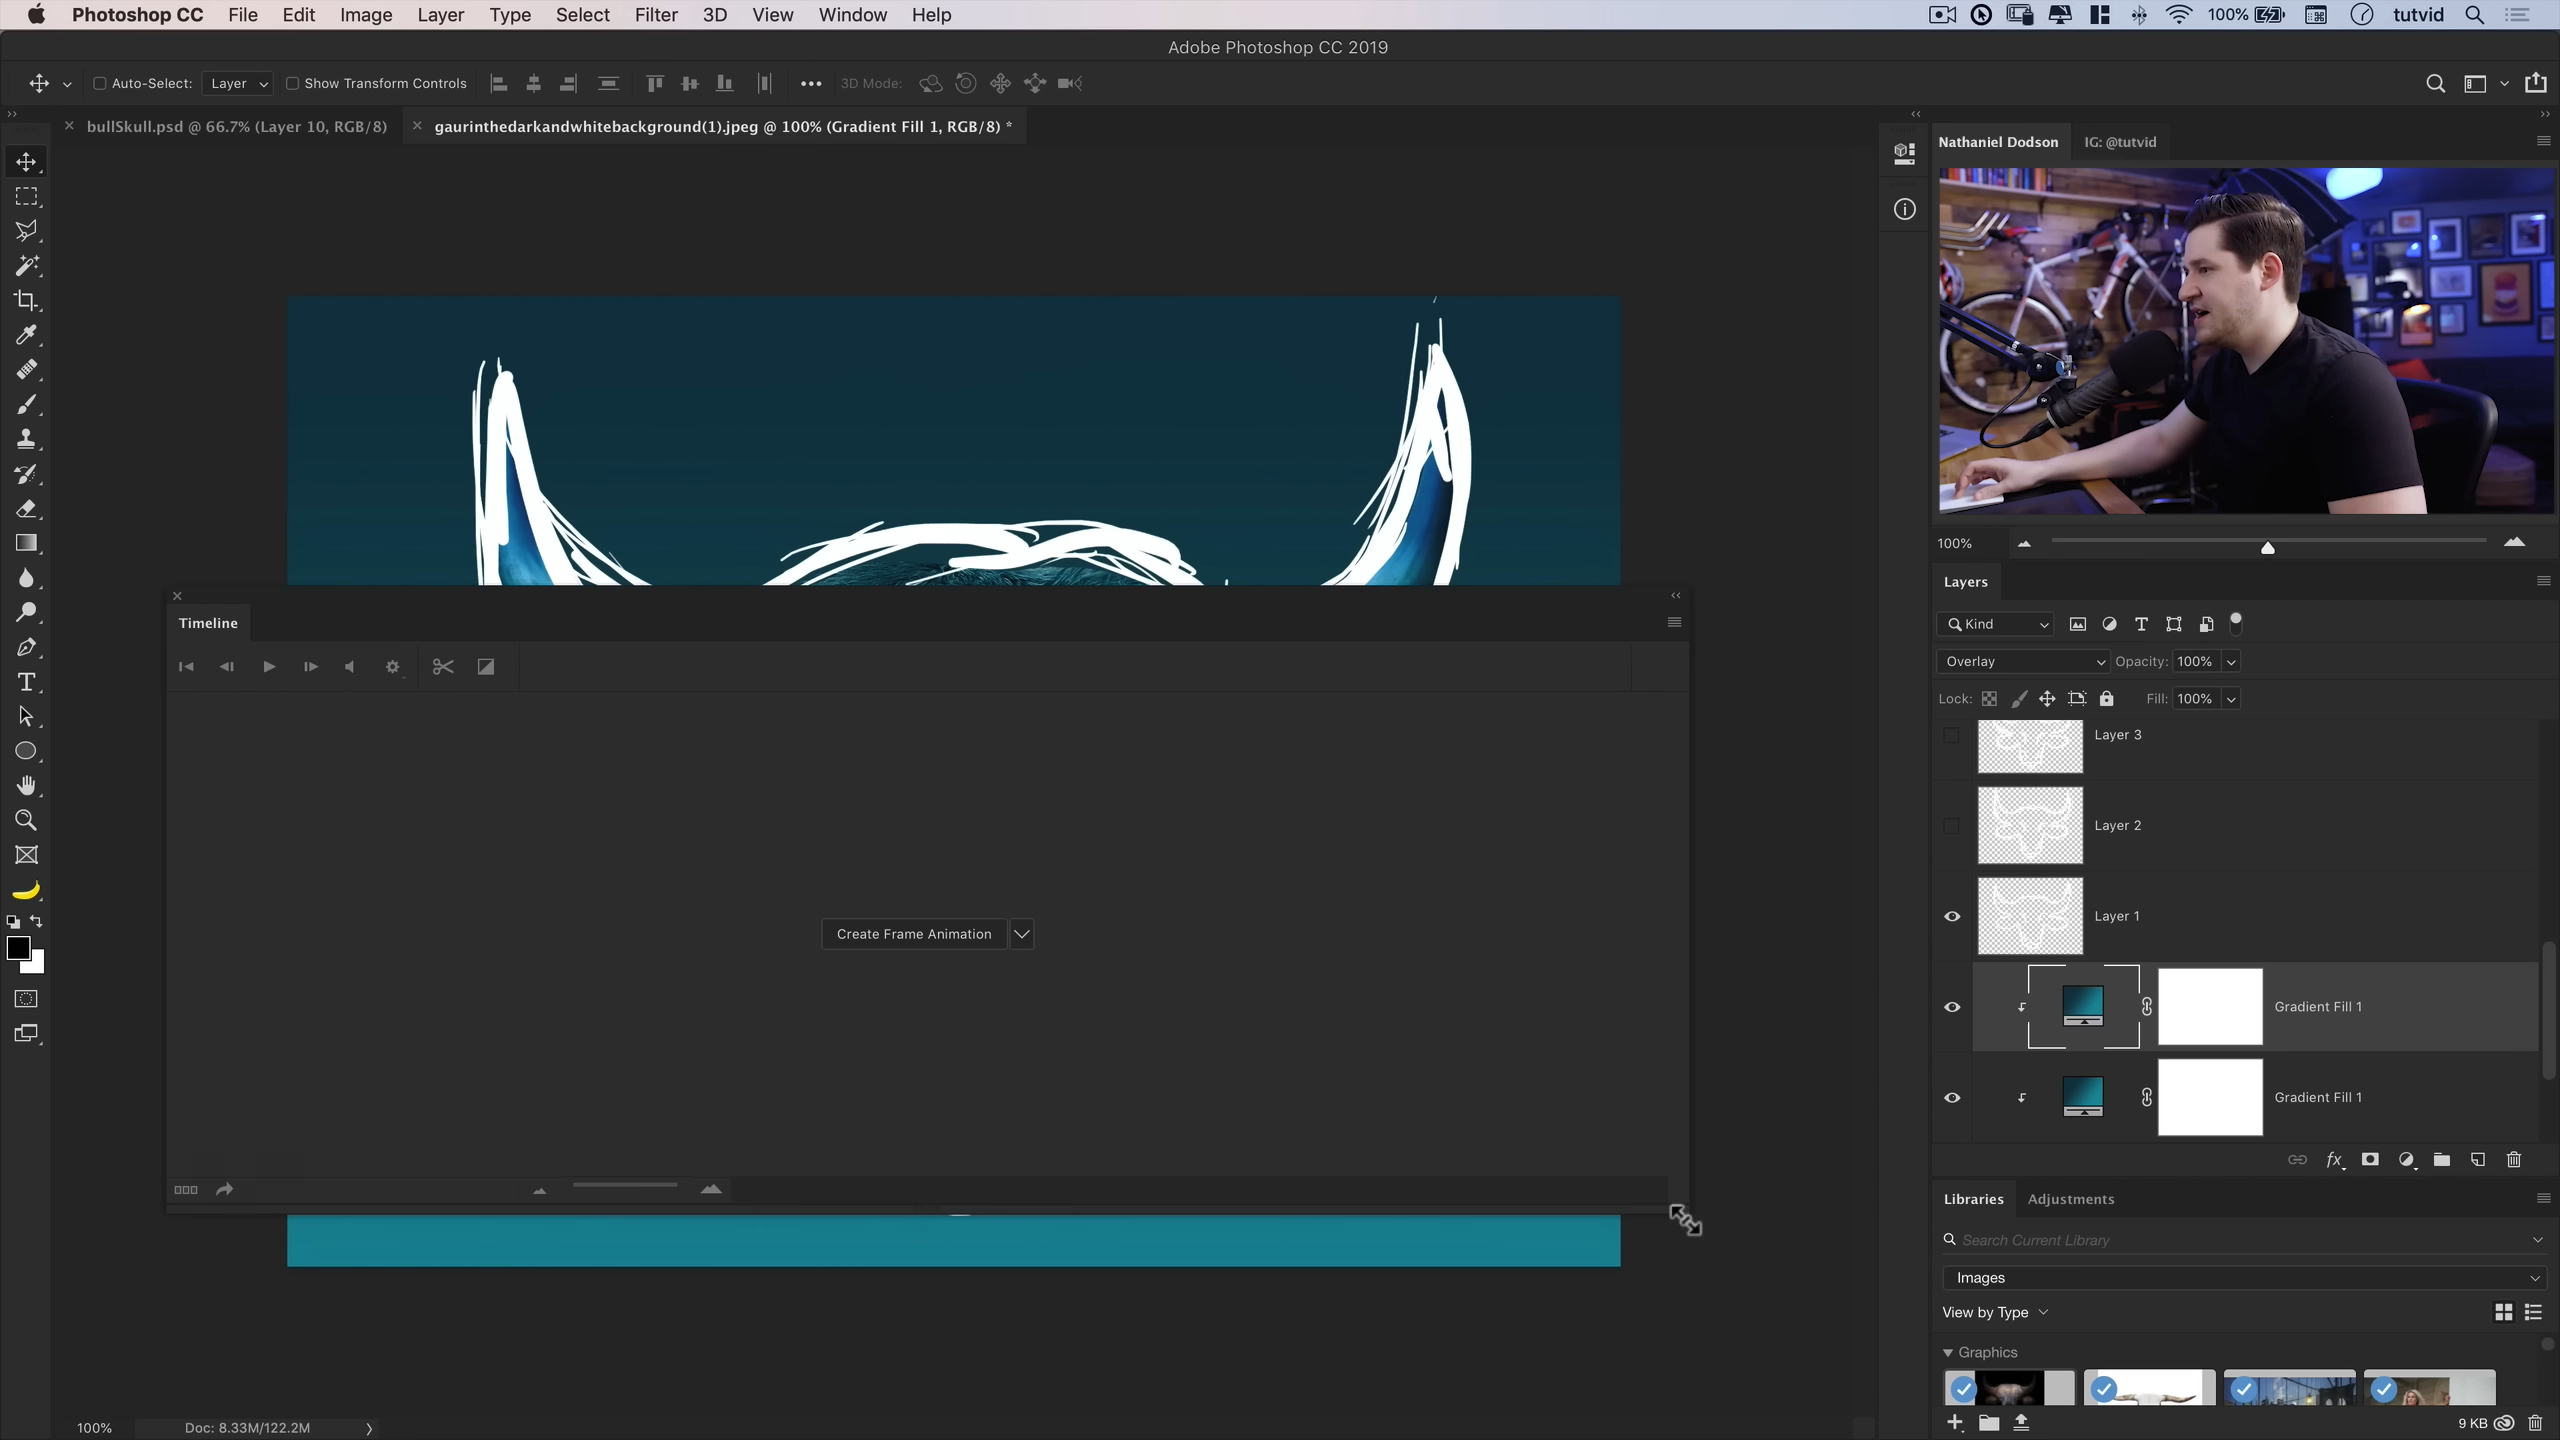 Photoshop CC File Edit Image Layer Type Select Filter 3D View Window Help 100% tutvid
Adobe Photoshop CC 2019
Auto-Select: Layer Show Transform Controls 3D Mode:
bullSkull.psd @ 66.7% (Layer 10, RGB/8) gaurinthedarkandwhitebackground(1).jpeg @ 100% (Gradient Fill 1, RGB/8) *
Nathaniel Dodson IG: @tutvid
100%
Layers
Kind
Overlay Opacity: 100%
Lock: Fill: 100%
Layer 3
Layer 2
Layer 1
Gradient Fill 1
Gradient Fill 1
Timeline
Create Frame Animation
Libraries Adjustments
Search Current Library
Images
View by Type
Graphics
9 KB
100% Doc: 8.33M/122.2M